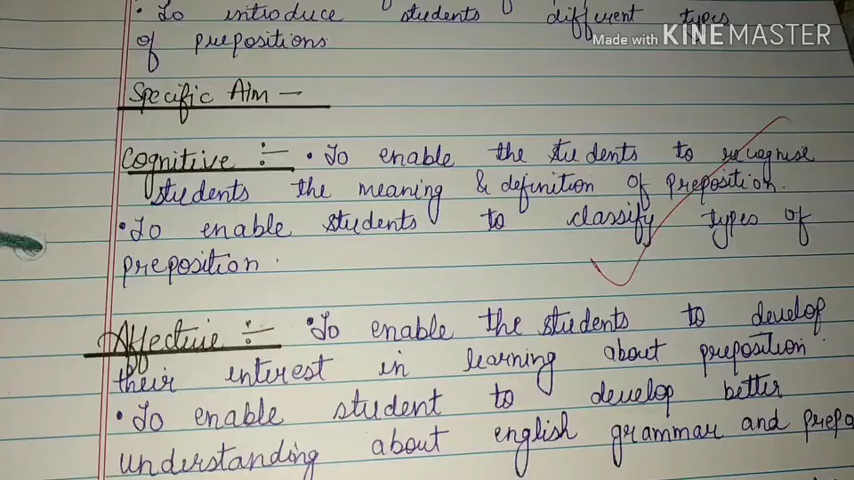 • To introduce students different types
of prepositions
Made with KINEMASTER
Specific Aim —
Cognitive :- • To enable the students to recognise
students the meaning & definition of preposition.
• To enable students to classify types of
preposition.
Affective :- • To enable the students to develop
their interest in learning about preposition.
• To enable student to develop better
understanding about english grammar and prepo